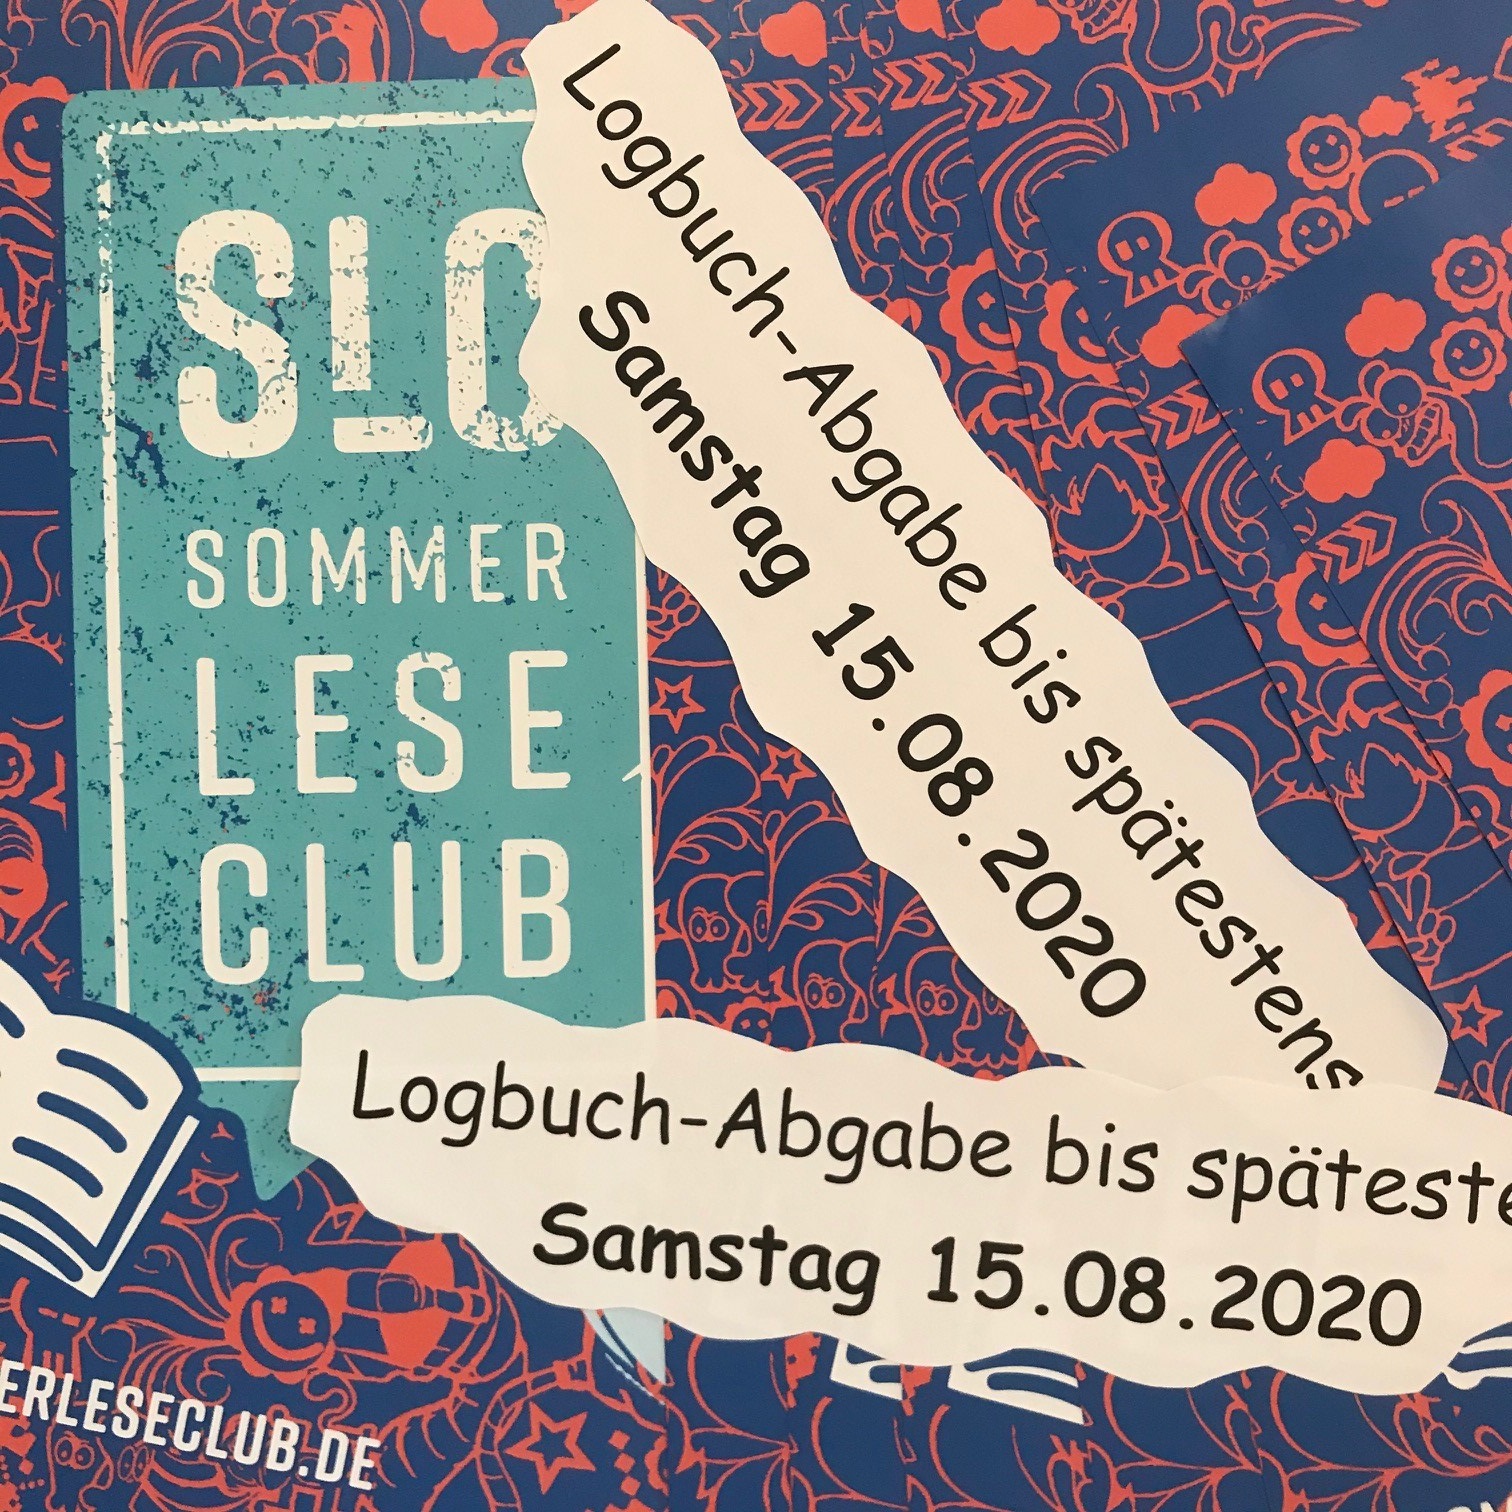 SLC
SOMMER
LESE
CLUB
Logbuch-Abgabe bis spätestens
Samstag 15.08.2020
Logbuch-Abgabe bis späteste
Samstag 15.08.2020
ERLESECLUB.DE